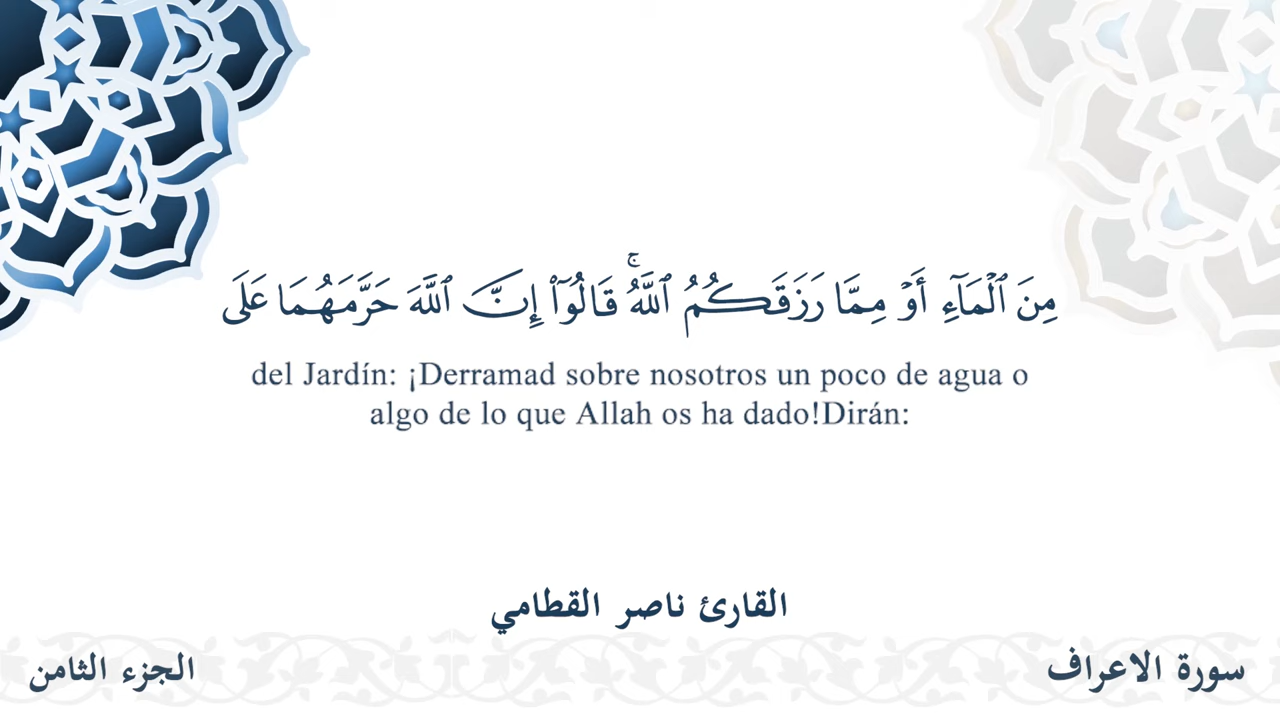 مِنَ ٱلْمَآءِ أَوْ مِمَّا رَزَقَكُمُ ٱللَّهُ ۚ قَالُوٓا۟ إِنَّ ٱللَّهَ حَرَّمَهُمَا عَلَى
del Jardín: ¡Derramad sobre nosotros un poco de agua o
algo de lo que Allah os ha dado!Dirán:
القارئ ناصر القطامي
سورة الاعراف
الجزء الثامن